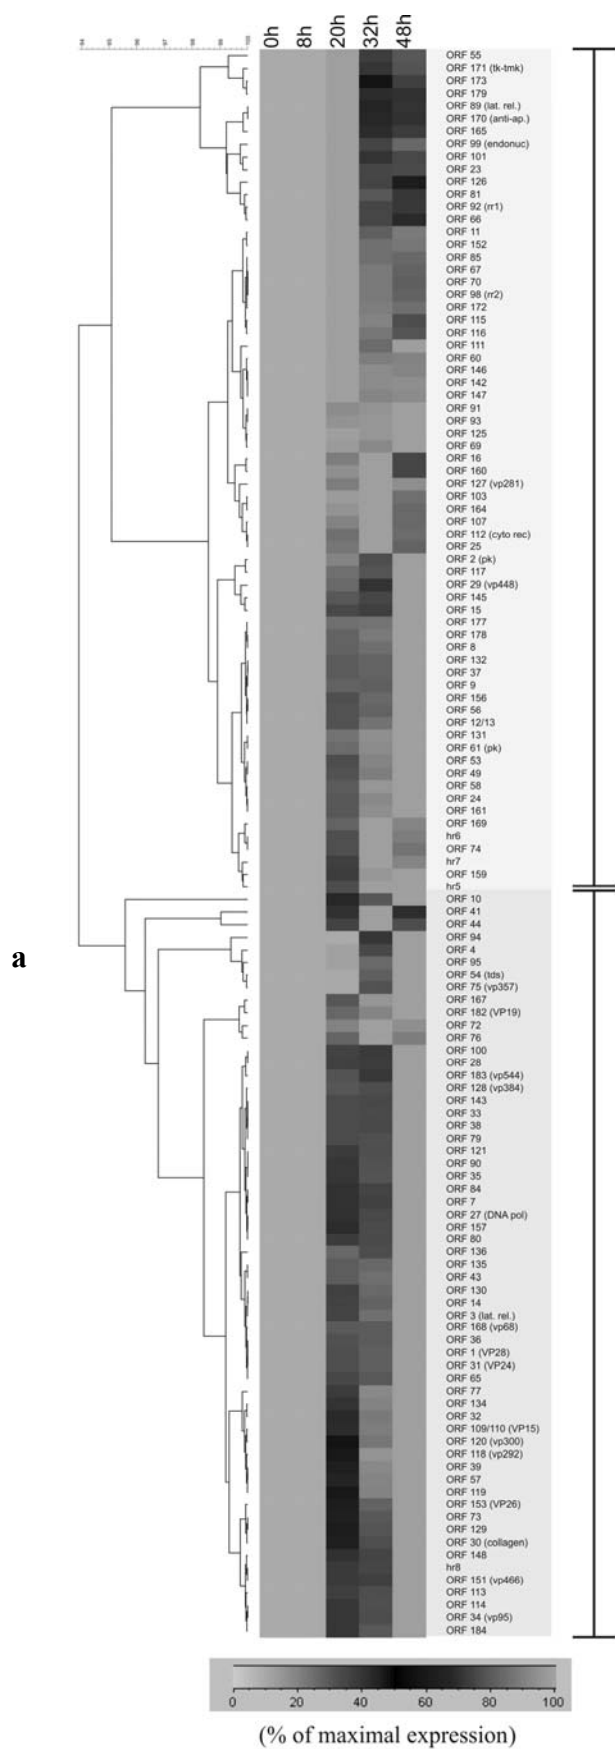 94 95 96 97 98 99 100
0h 8h 20h 32h 48h
ORF 55
ORF 171 (tk-tmk)
ORF 173
ORF 179
ORF 89 (lat. rel.)
ORF 170 (anti-ap.)
ORF 165
ORF 99 (endonuc)
ORF 101
ORF 23
ORF 126
ORF 81
ORF 92 (rr1)
ORF 66
ORF 11
ORF 152
ORF 85
ORF 67
ORF 70
ORF 98 (rr2)
ORF 172
ORF 115
ORF 116
ORF 111
ORF 60
ORF 146
ORF 142
ORF 147
ORF 91
ORF 93
ORF 125
ORF 69
ORF 16
ORF 160
ORF 127 (vp281)
ORF 103
ORF 164
ORF 107
ORF 112 (cyto rec)
ORF 25
ORF 2 (pk)
ORF 117
ORF 29 (vp448)
ORF 145
ORF 15
ORF 177
ORF 178
ORF 8
ORF 132
ORF 37
ORF 9
ORF 156
ORF 56
ORF 12/13
ORF 131
ORF 61 (pk)
ORF 53
ORF 49
ORF 58
ORF 24
ORF 161
ORF 169
hr6
ORF 74
hr7
ORF 159
hr5
ORF 10
ORF 41
ORF 44
ORF 94
ORF 4
a
ORF 95
ORF 54 (tds)
ORF 75 (vp357)
ORF 167
ORF 182 (VP19)
ORF 72
ORF 76
ORF 100
ORF 28
ORF 183 (vp544)
ORF 128 (vp384)
ORF 143
ORF 33
ORF 38
ORF 79
ORF 121
ORF 90
ORF 35
ORF 84
ORF 7
ORF 27 (DNA pol)
ORF 157
ORF 80
ORF 136
ORF 135
ORF 43
ORF 130
ORF 14
ORF 3 (lat. rel.)
ORF 168 (vp68)
ORF 36
ORF 1 (VP28)
ORF 31 (VP24)
ORF 65
ORF 77
ORF 134
ORF 32
ORF 109/110 (VP15)
ORF 120 (vp300)
ORF 118 (vp292)
ORF 39
ORF 57
ORF 119
ORF 153 (VP26)
ORF 73
ORF 129
ORF 30 (collagen)
ORF 148
hr8
ORF 151 (vp466)
ORF 113
ORF 114
ORF 34 (vp95)
ORF 184
0 20 40 60 80 100
(% of maximal expression)